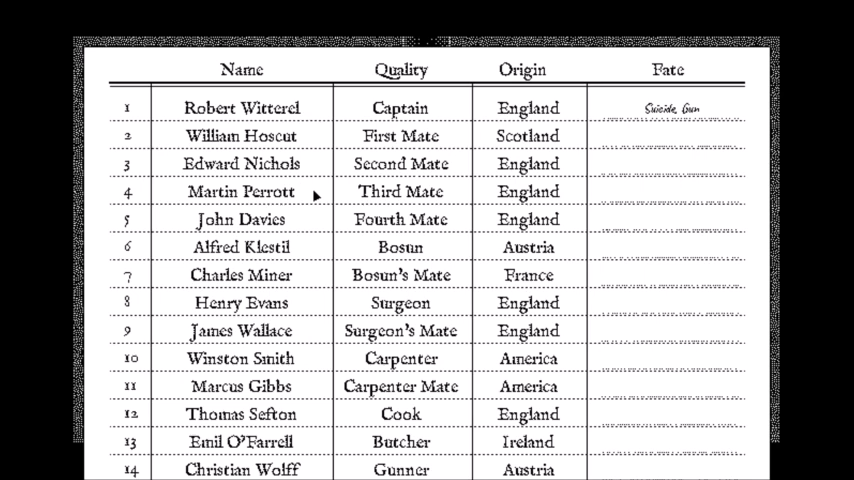 Name Quality Origin Fate
1 Robert Witterel Captain England Suicide, Gun
2 William Hoscut First Mate Scotland
3 Edward Nichols Second Mate England
4 Martin Perrott Third Mate England
5 John Davies Fourth Mate England
6 Alfred Klestil Bosun Austria
7 Charles Miner Bosun's Mate France
8 Henry Evans Surgeon England
9 James Wallace Surgeon's Mate England
10 Winston Smith Carpenter America
11 Marcus Gibbs Carpenter Mate America
12 Thomas Sefton Cook England
13 Emil O'Farrell Butcher Ireland
14 Christian Wolff Gunner Austria